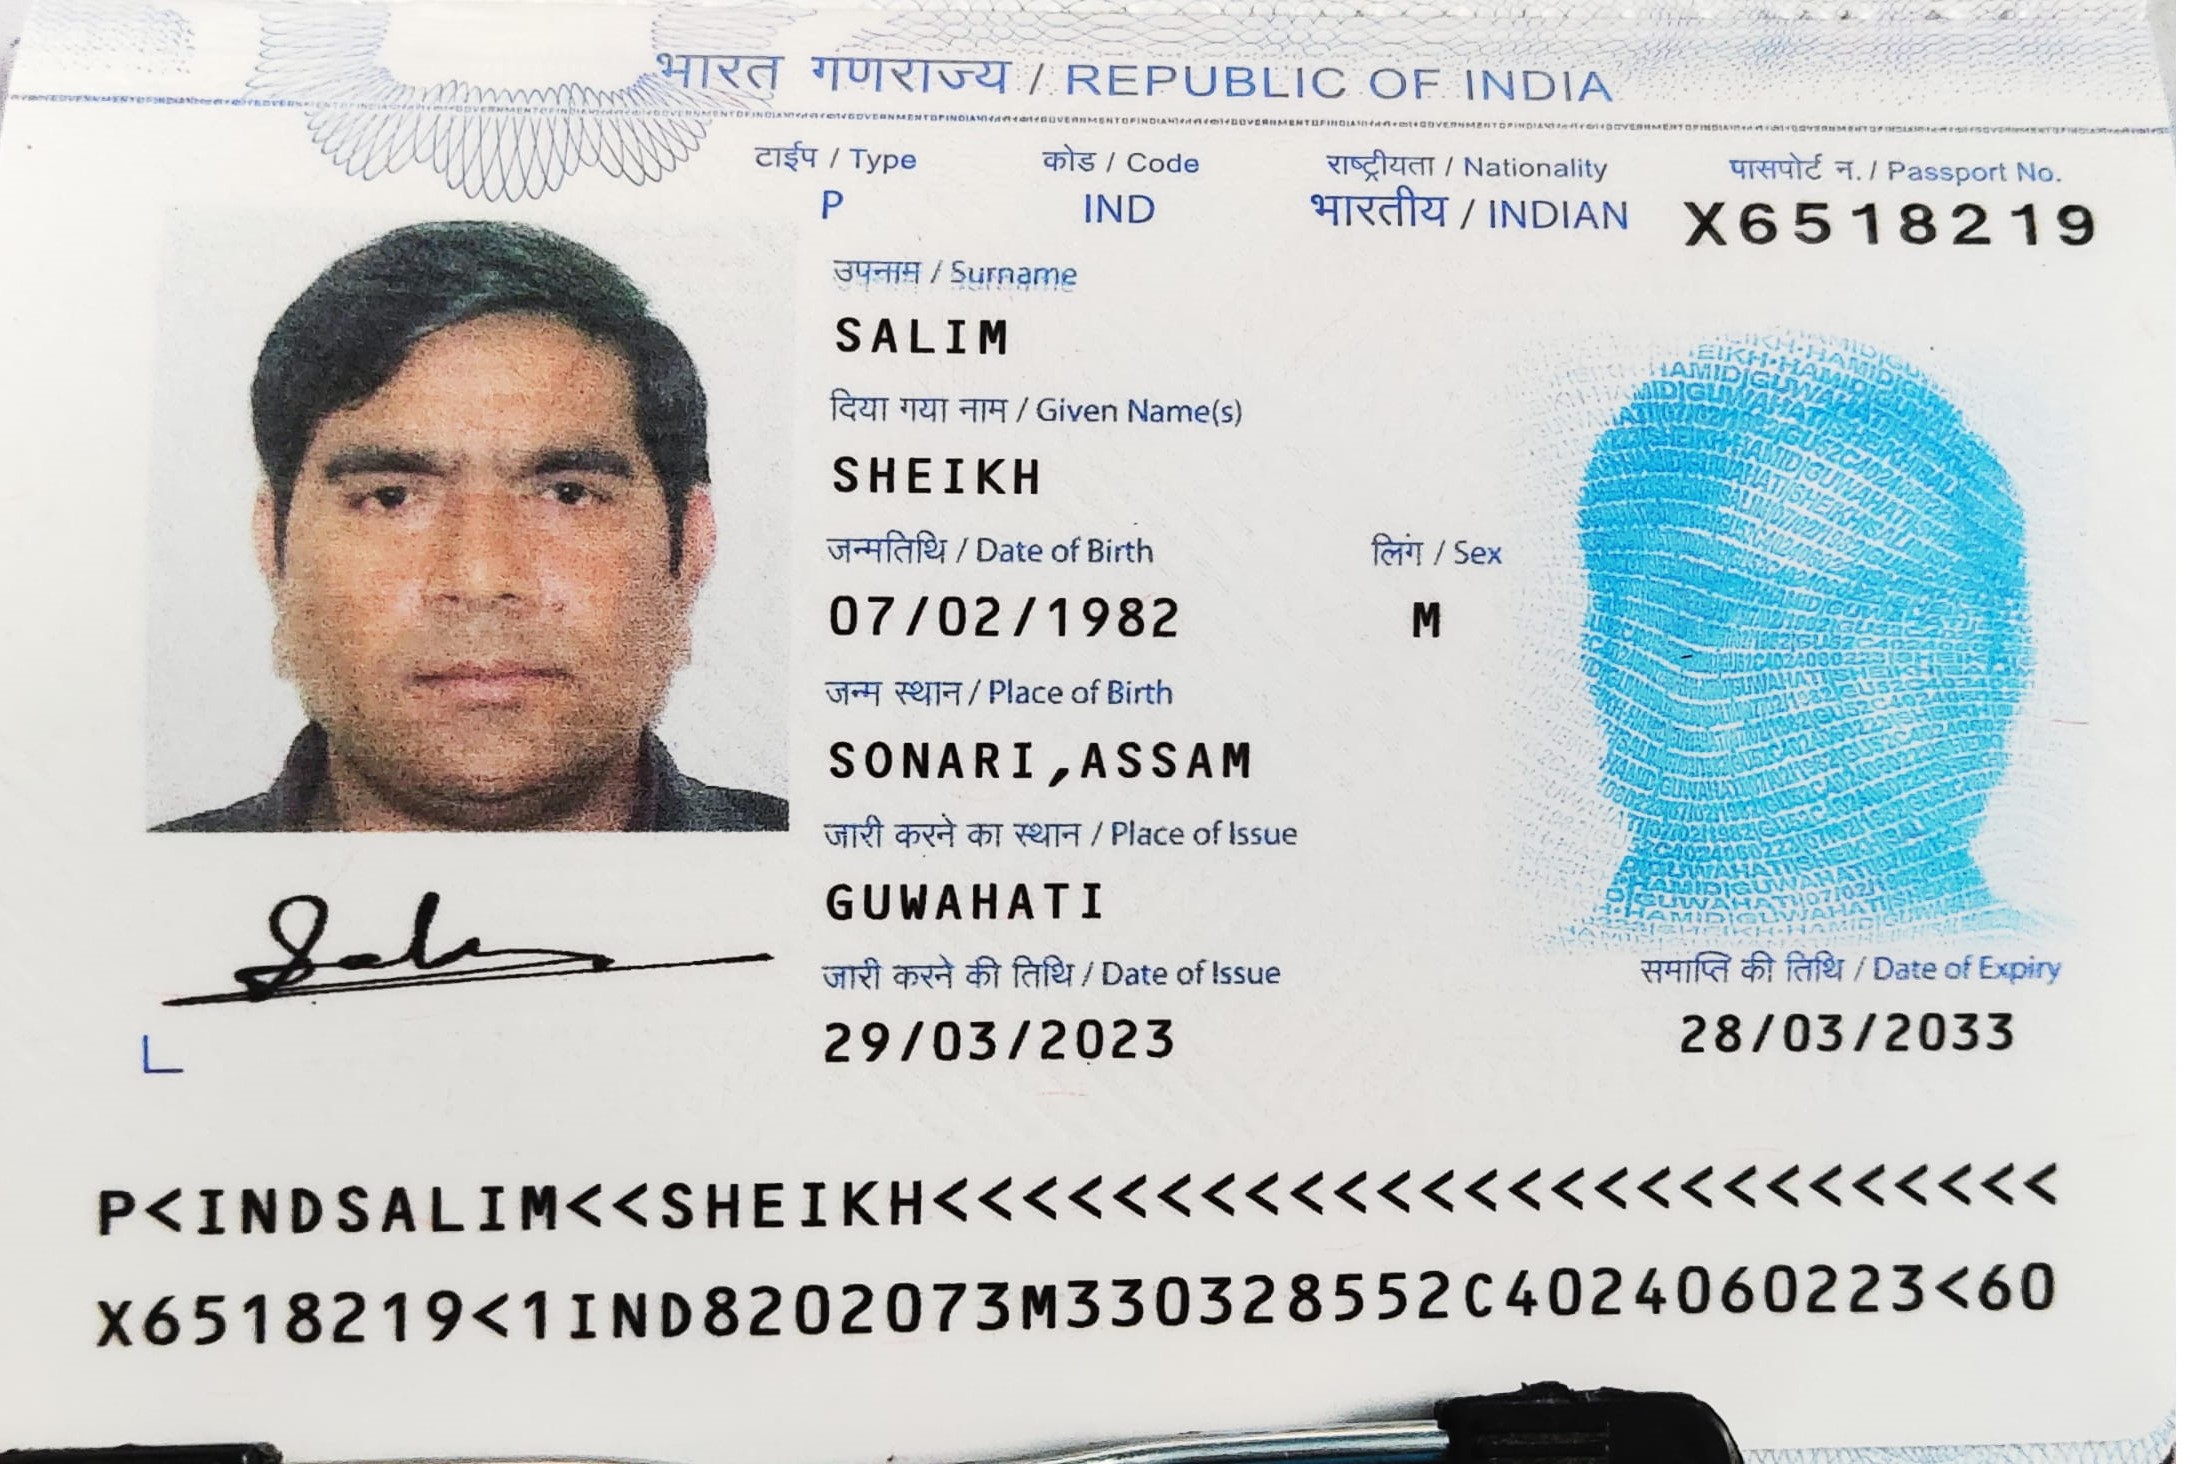 भारत गणराज्य / REPUBLIC OF INDIA
टाईप / Type
कोड / Code
राष्ट्रीयता / Nationality
पासपोर्ट न. / Passport No.
P
IND
भारतीय / INDIAN
X6518219
उपनाम / Surname
SALIM
दिया गया नाम / Given Name(s)
SHEIKH
जन्मतिथि / Date of Birth
लिंग / Sex
07/02/1982
M
जन्म स्थान / Place of Birth
SONARI,ASSAM
जारी करने का स्थान / Place of Issue
GUWAHATI
जारी करने की तिथि / Date of Issue
समाप्ति की तिथि / Date of Expiry
29/03/2023
28/03/2033
P<INDSALIM<<SHEIKH<<<<<<<<<<<<<<<<<<<<<<<<<<
X6518219<1IND8202073M330328552C4024060223<60